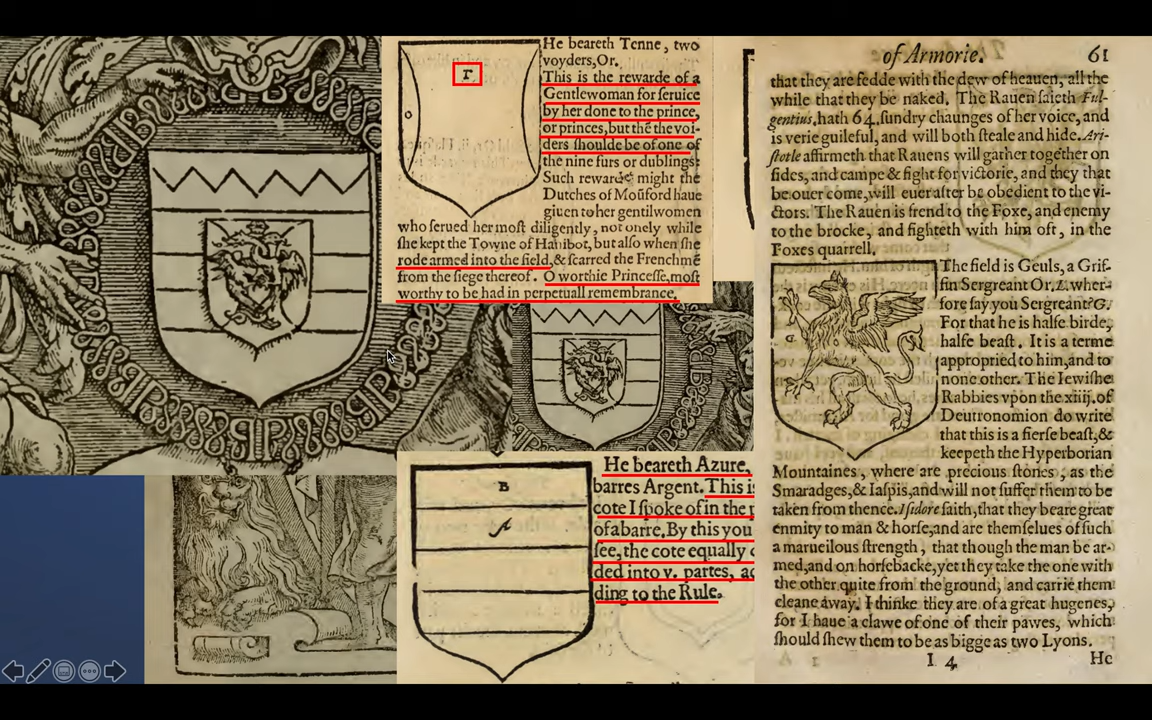 He beareth Tenne, two
voyders,Or.
This is the rewarde of a
Gentlewoman for ſeruice
by her done to the prince,
or princes,but thẽ the voi-
ders ſhoulde be of one of
the nine furs or dublings:
Such reward might the
Dutches of Moũford haue
giuen to her gentilwomen
who ſerued her moſt diligently, not onely while
ſhe kept the Towne of Hanibot, but alſo when ſhe
rode armed into the field,& ſcarred the Frenchmẽ
from the ſiege thereof. O worthie Princeſſe,moſt
worthy to be had in perpetuall remembrance.
T
o
He beareth Azure,
barres Argent. This is
cote I ſpoke of in the
of a barre. By this you
ſee, the cote equally
ded into v. partes, ac
ding to the Rule.
B
A
of Armorie. 61
that they are fedde with the dew of heauen, all the
while that they be naked. The Rauen ſaieth Ful-
gentius,hath 64.ſundry chaunges of her voice, and
is verie guileful, and will both ſteale and hide. Ari-
ſtotle affirmeth that Rauens will gather together on
ſides, and campe & fight for victorie, and they that
be ouer come,will euer after be obedient to the vi-
ctors. The Rauen is frend to the Foxe, and enemy
to the brocke, and fighteth with him oft, in the
Foxes quarrell.
The field is Geuls, a Grif-
fin Sergreant Or.L.wher-
fore ſay you Sergreant?G.
For that he is halfe birde,
halfe beaſt. It is a terme
appropried to him,and to
none other. The Iewiſhe
Rabbies vpon the xiiij.of
Deutronomion do write
that this is a fierſe beaſt,&
keepeth the Hyperborian
Mountaines, where are precious ſtones, as the
Smaradges,& Iaſpis,and will not ſuffer them to be
taken from thence.Iſidore ſaith,that they beare great
enmity to man & horſe,and are themſelues of ſuch
a marueilous ſtrength, that though the man be ar-
med,and on horſebacke,yet they take the one with
the other quite from the ground, and carrie them
cleane away. I thinke they are of a great hugenes,
for I haue a clawe of one of their pawes, which
ſhould ſhew them to be as bigge as two Lyons.
I 4 He
G